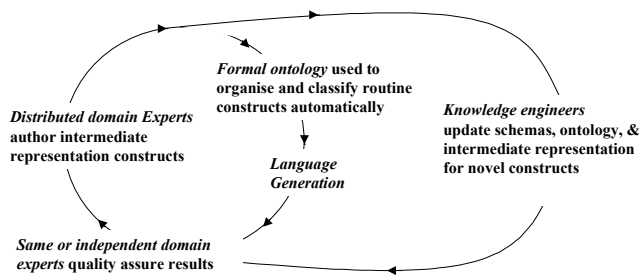 Formal ontology used to
organise and classify routine
constructs automatically
Distributed domain Experts
author intermediate
representation constructs
Knowledge engineers
update schemas, ontology, &
intermediate representation
for novel constructs
Language
Generation
Same or independent domain
experts quality assure results